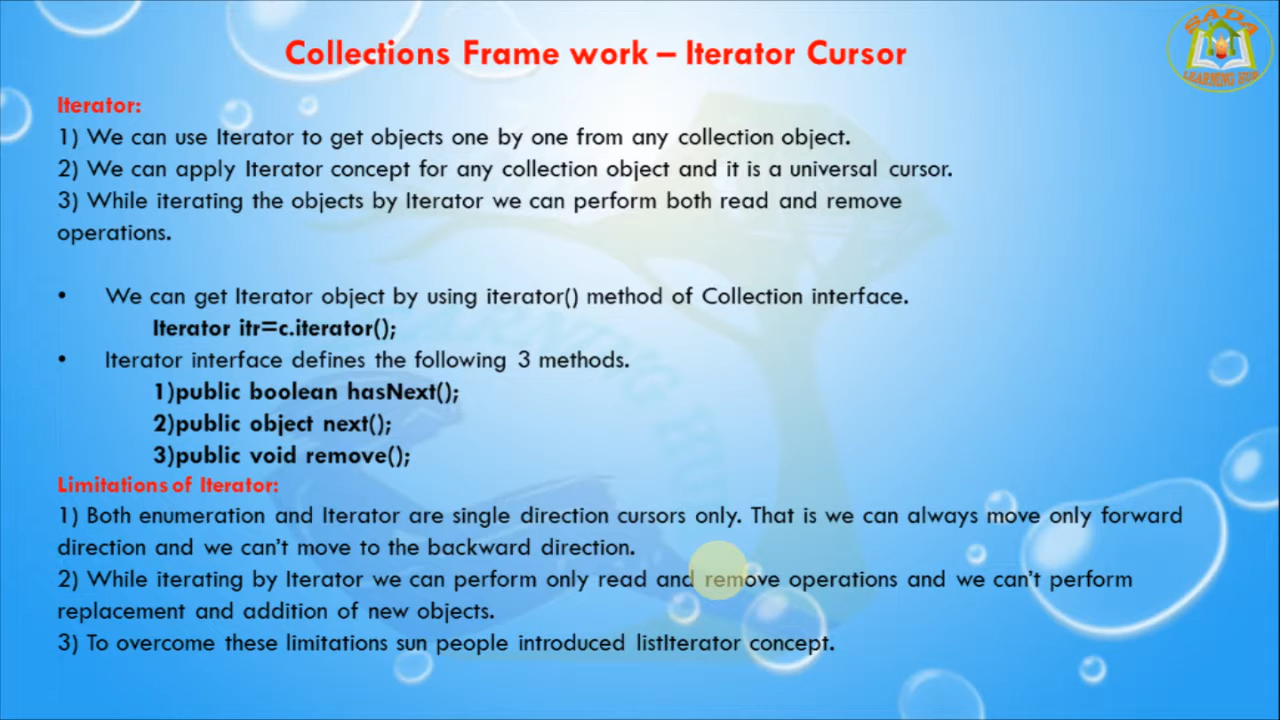 Collections Frame work – Iterator Cursor
SADA
LEARNING HUB
Iterator:
1) We can use Iterator to get objects one by one from any collection object.
2) We can apply Iterator concept for any collection object and it is a universal cursor.
3) While iterating the objects by Iterator we can perform both read and remove
operations.
• We can get Iterator object by using iterator() method of Collection interface.
Iterator itr=c.iterator();
• Iterator interface defines the following 3 methods.
1)public boolean hasNext();
2)public object next();
3)public void remove();
Limitations of Iterator:
1) Both enumeration and Iterator are single direction cursors only. That is we can always move only forward
direction and we can't move to the backward direction.
2) While iterating by Iterator we can perform only read and remove operations and we can't perform
replacement and addition of new objects.
3) To overcome these limitations sun people introduced listIterator concept.